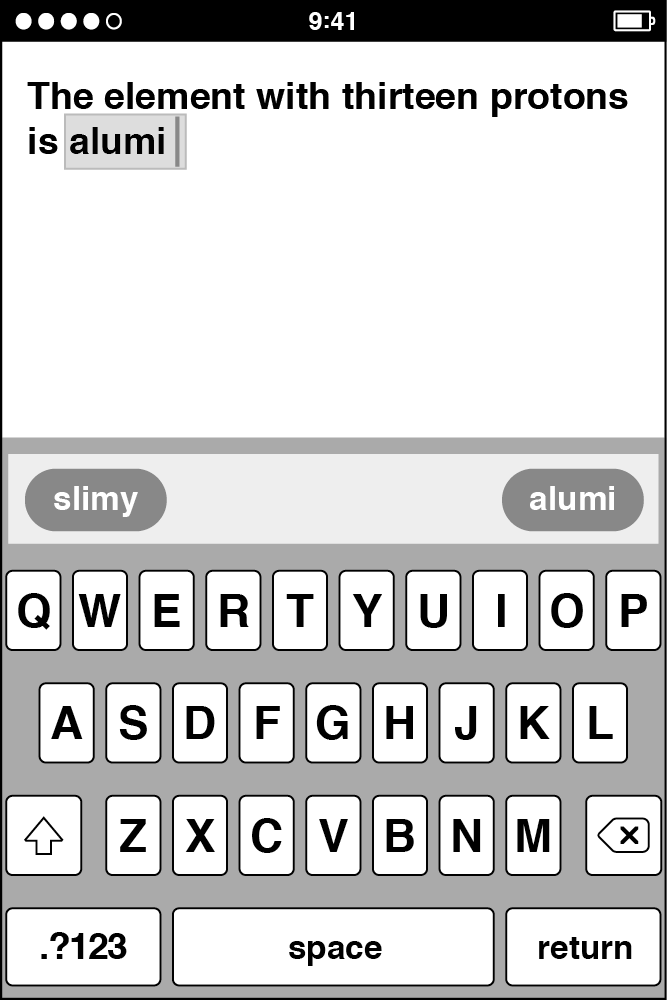 9:41
The element with thirteen protons
is alumi
slimy alumi
Q W E R T Y U I O P
A S D F G H J K L
Z X C V B N M
.?123 space return